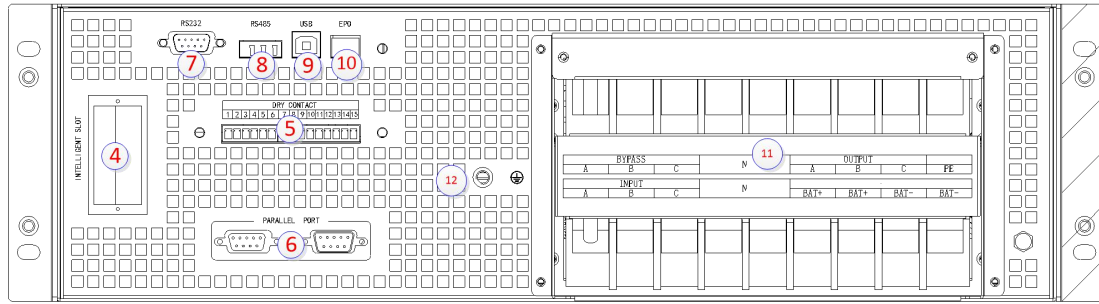 RS232 RS485 USB EPO
7 8 9 10
DRY CONTACT
1 2 3 4 5 6 7 8 9 10 11 12 13 14 15
5
INTELLIGENT SLOT
4
PARALLEL PORT
6
12
11
BYPASS N OUTPUT
A B C A B C PE
INPUT N
A B C BAT+ BAT+ BAT- BAT-